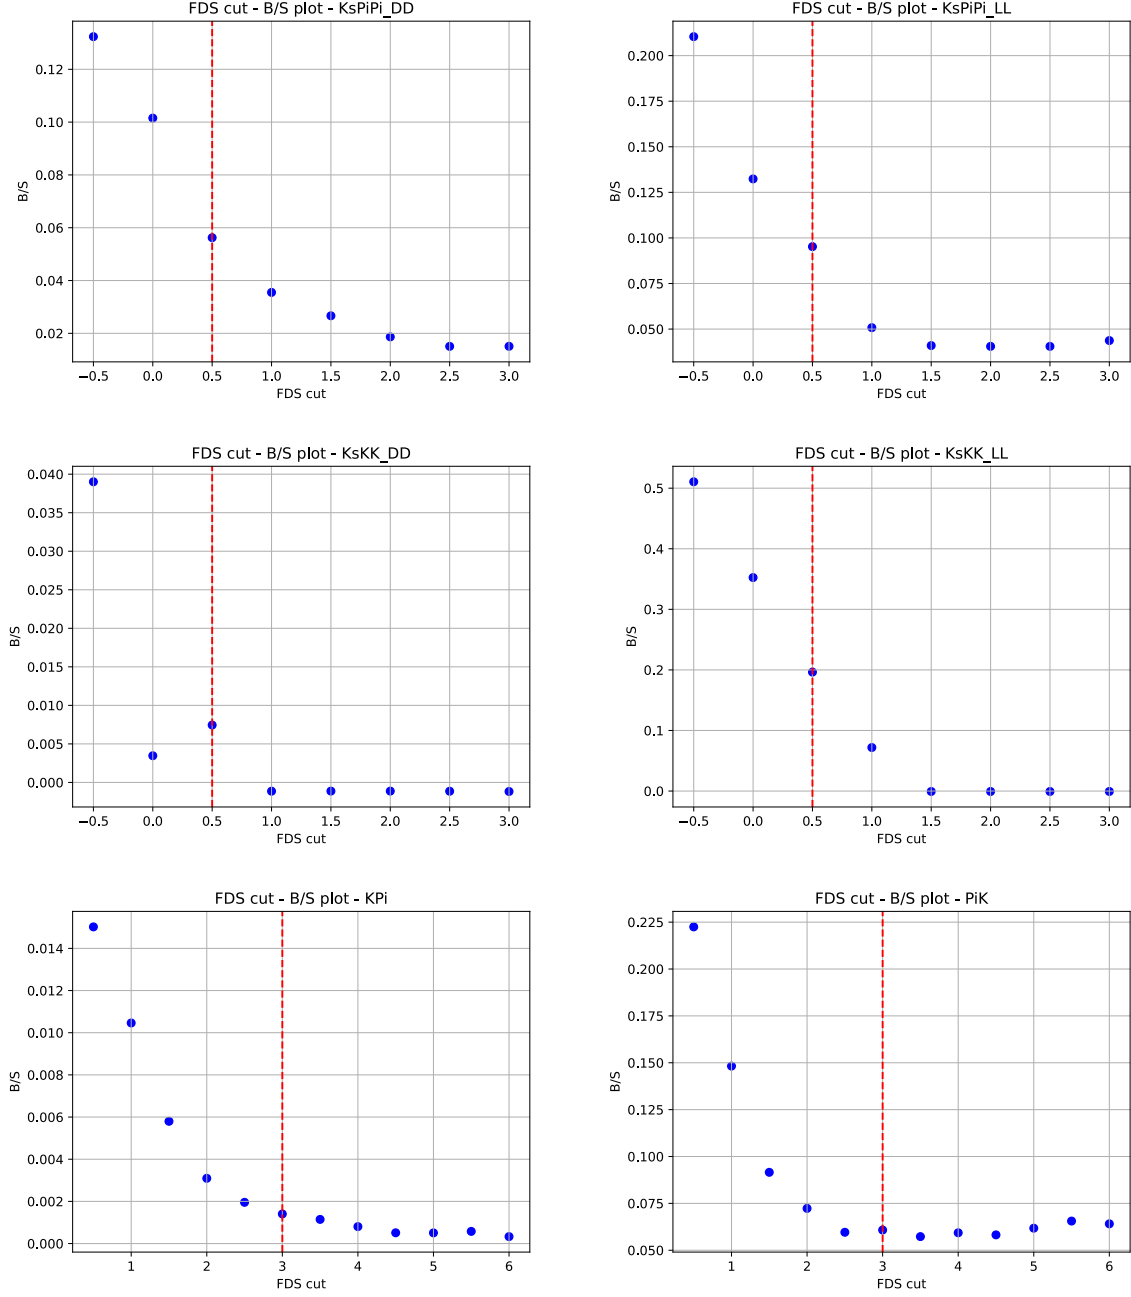 FDS cut - B/S plot - KsPiPi_DD
0.12
0.10
0.08
0.06
0.04
0.02
B/S
−0.5 0.0 0.5 1.0 1.5 2.0 2.5 3.0
FDS cut
FDS cut - B/S plot - KsPiPi_LL
0.200
0.175
0.150
0.125
0.100
0.075
0.050
B/S
−0.5 0.0 0.5 1.0 1.5 2.0 2.5 3.0
FDS cut
FDS cut - B/S plot - KsKK_DD
0.040
0.035
0.030
0.025
0.020
0.015
0.010
0.005
0.000
B/S
−0.5 0.0 0.5 1.0 1.5 2.0 2.5 3.0
FDS cut
FDS cut - B/S plot - KsKK_LL
0.5
0.4
0.3
0.2
0.1
0.0
B/S
−0.5 0.0 0.5 1.0 1.5 2.0 2.5 3.0
FDS cut
FDS cut - B/S plot - KPi
0.014
0.012
0.010
0.008
0.006
0.004
0.002
0.000
B/S
1 2 3 4 5 6
FDS cut
FDS cut - B/S plot - PiK
0.225
0.200
0.175
0.150
0.125
0.100
0.075
0.050
B/S
1 2 3 4 5 6
FDS cut